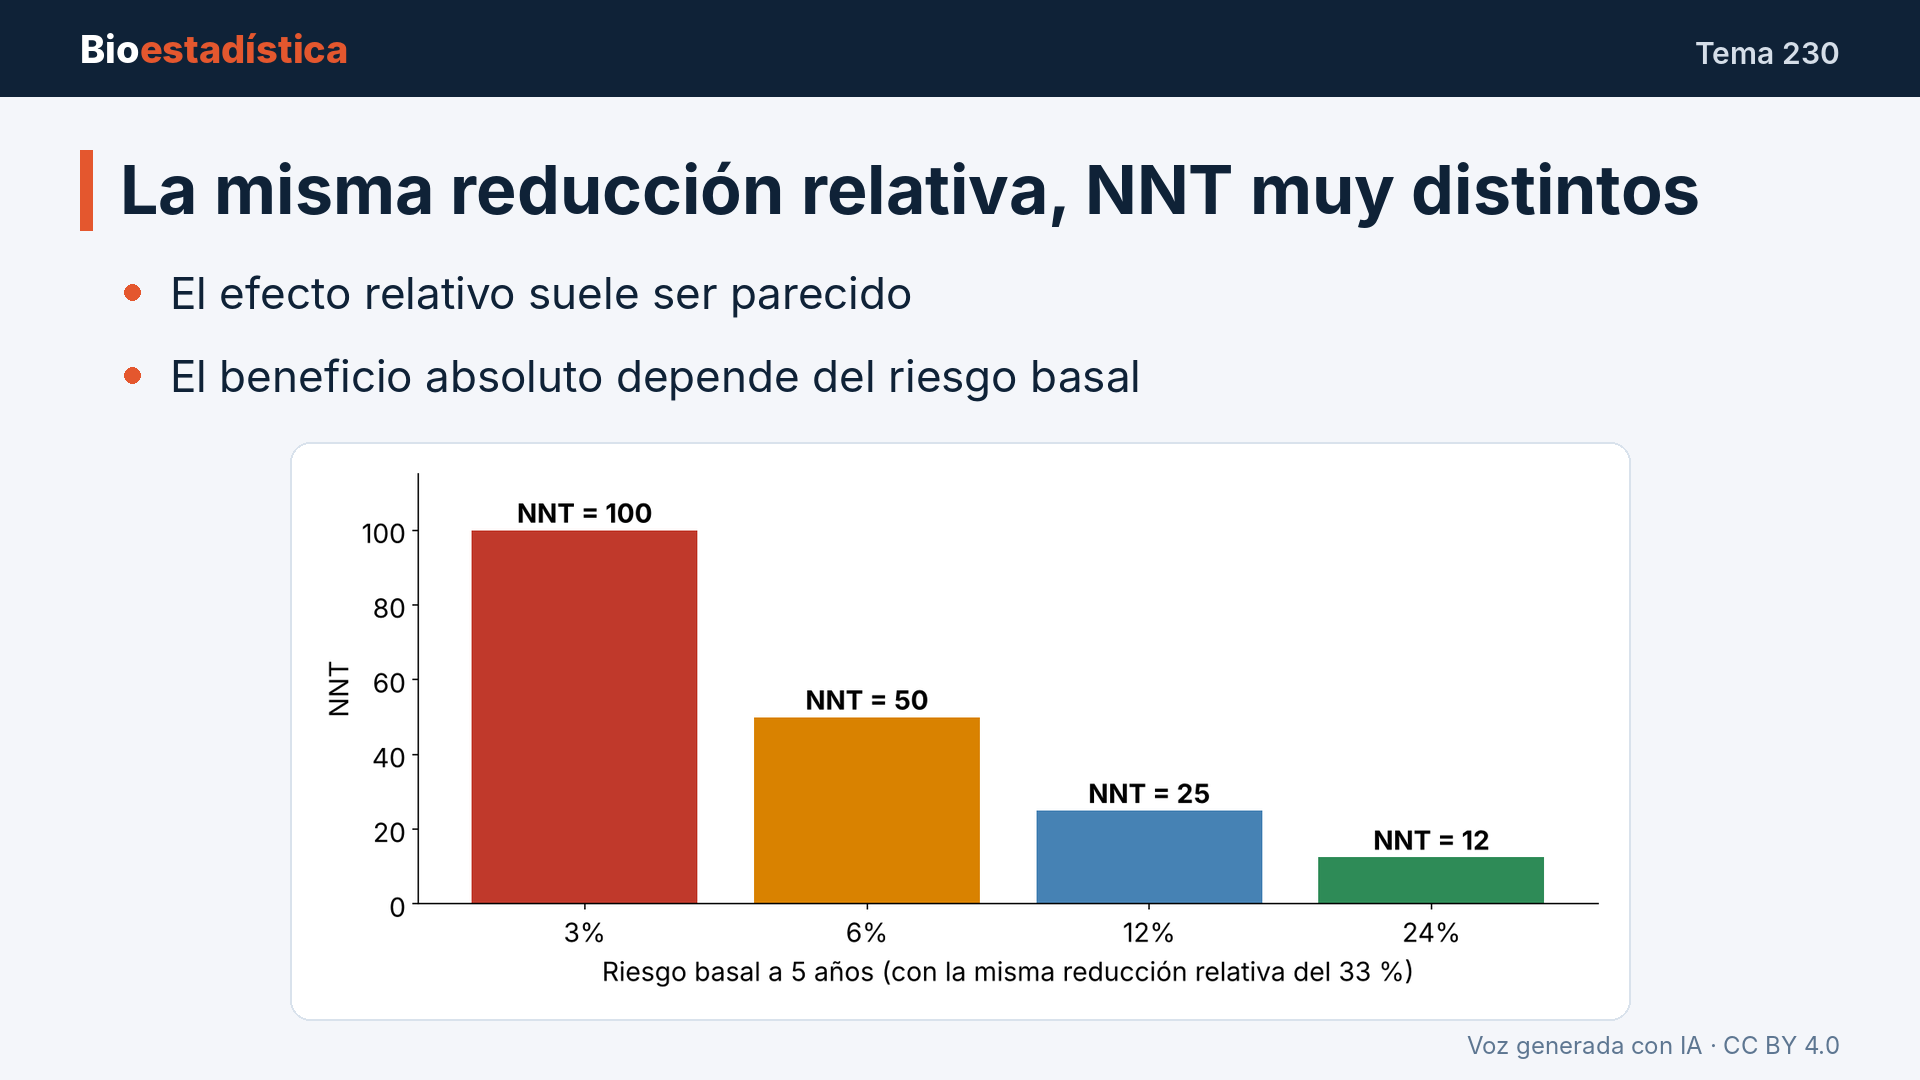 Bioestadística
Tema 230
La misma reducción relativa, NNT muy distintos
El efecto relativo suele ser parecido
El beneficio absoluto depende del riesgo basal
NNT
100
80
60
40
20
0
NNT = 100
NNT = 50
NNT = 25
NNT = 12
3%
6%
12%
24%
Riesgo basal a 5 años (con la misma reducción relativa del 33 %)
Voz generada con IA · CC BY 4.0